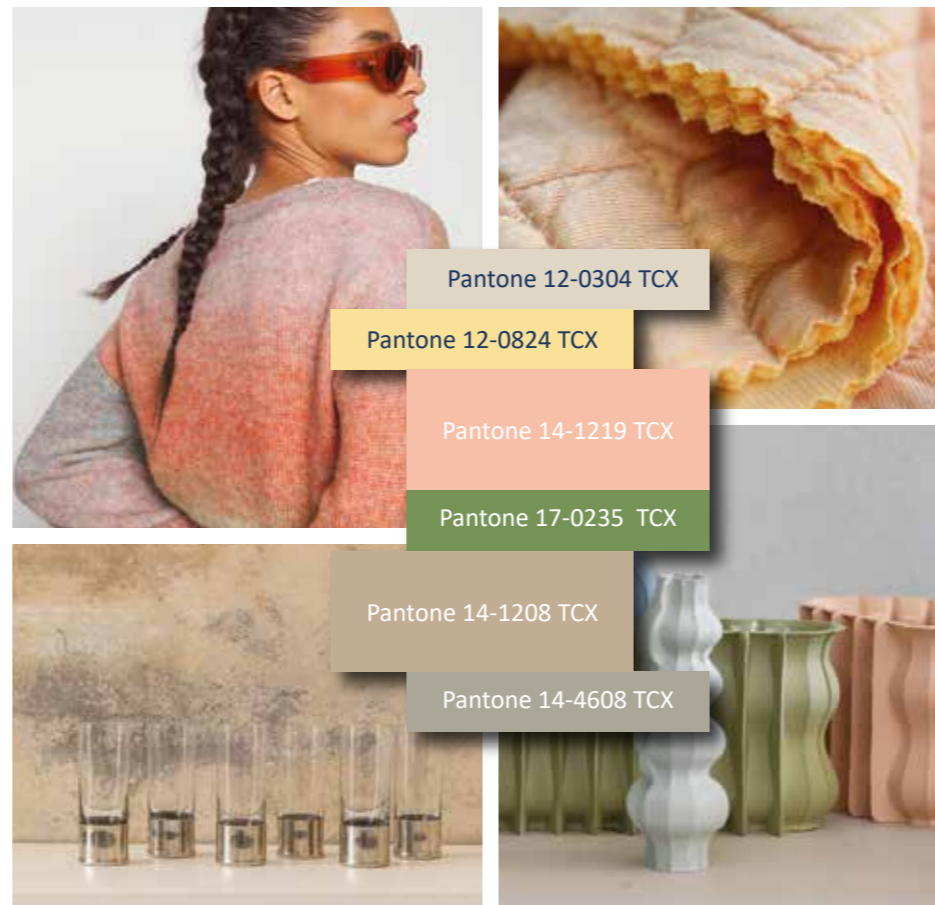 Pantone 12-0304 TCX
Pantone 12-0824 TCX
Pantone 14-1219 TCX
Pantone 17-0235  TCX
Pantone 14-1208 TCX
Pantone 14-4608 TCX